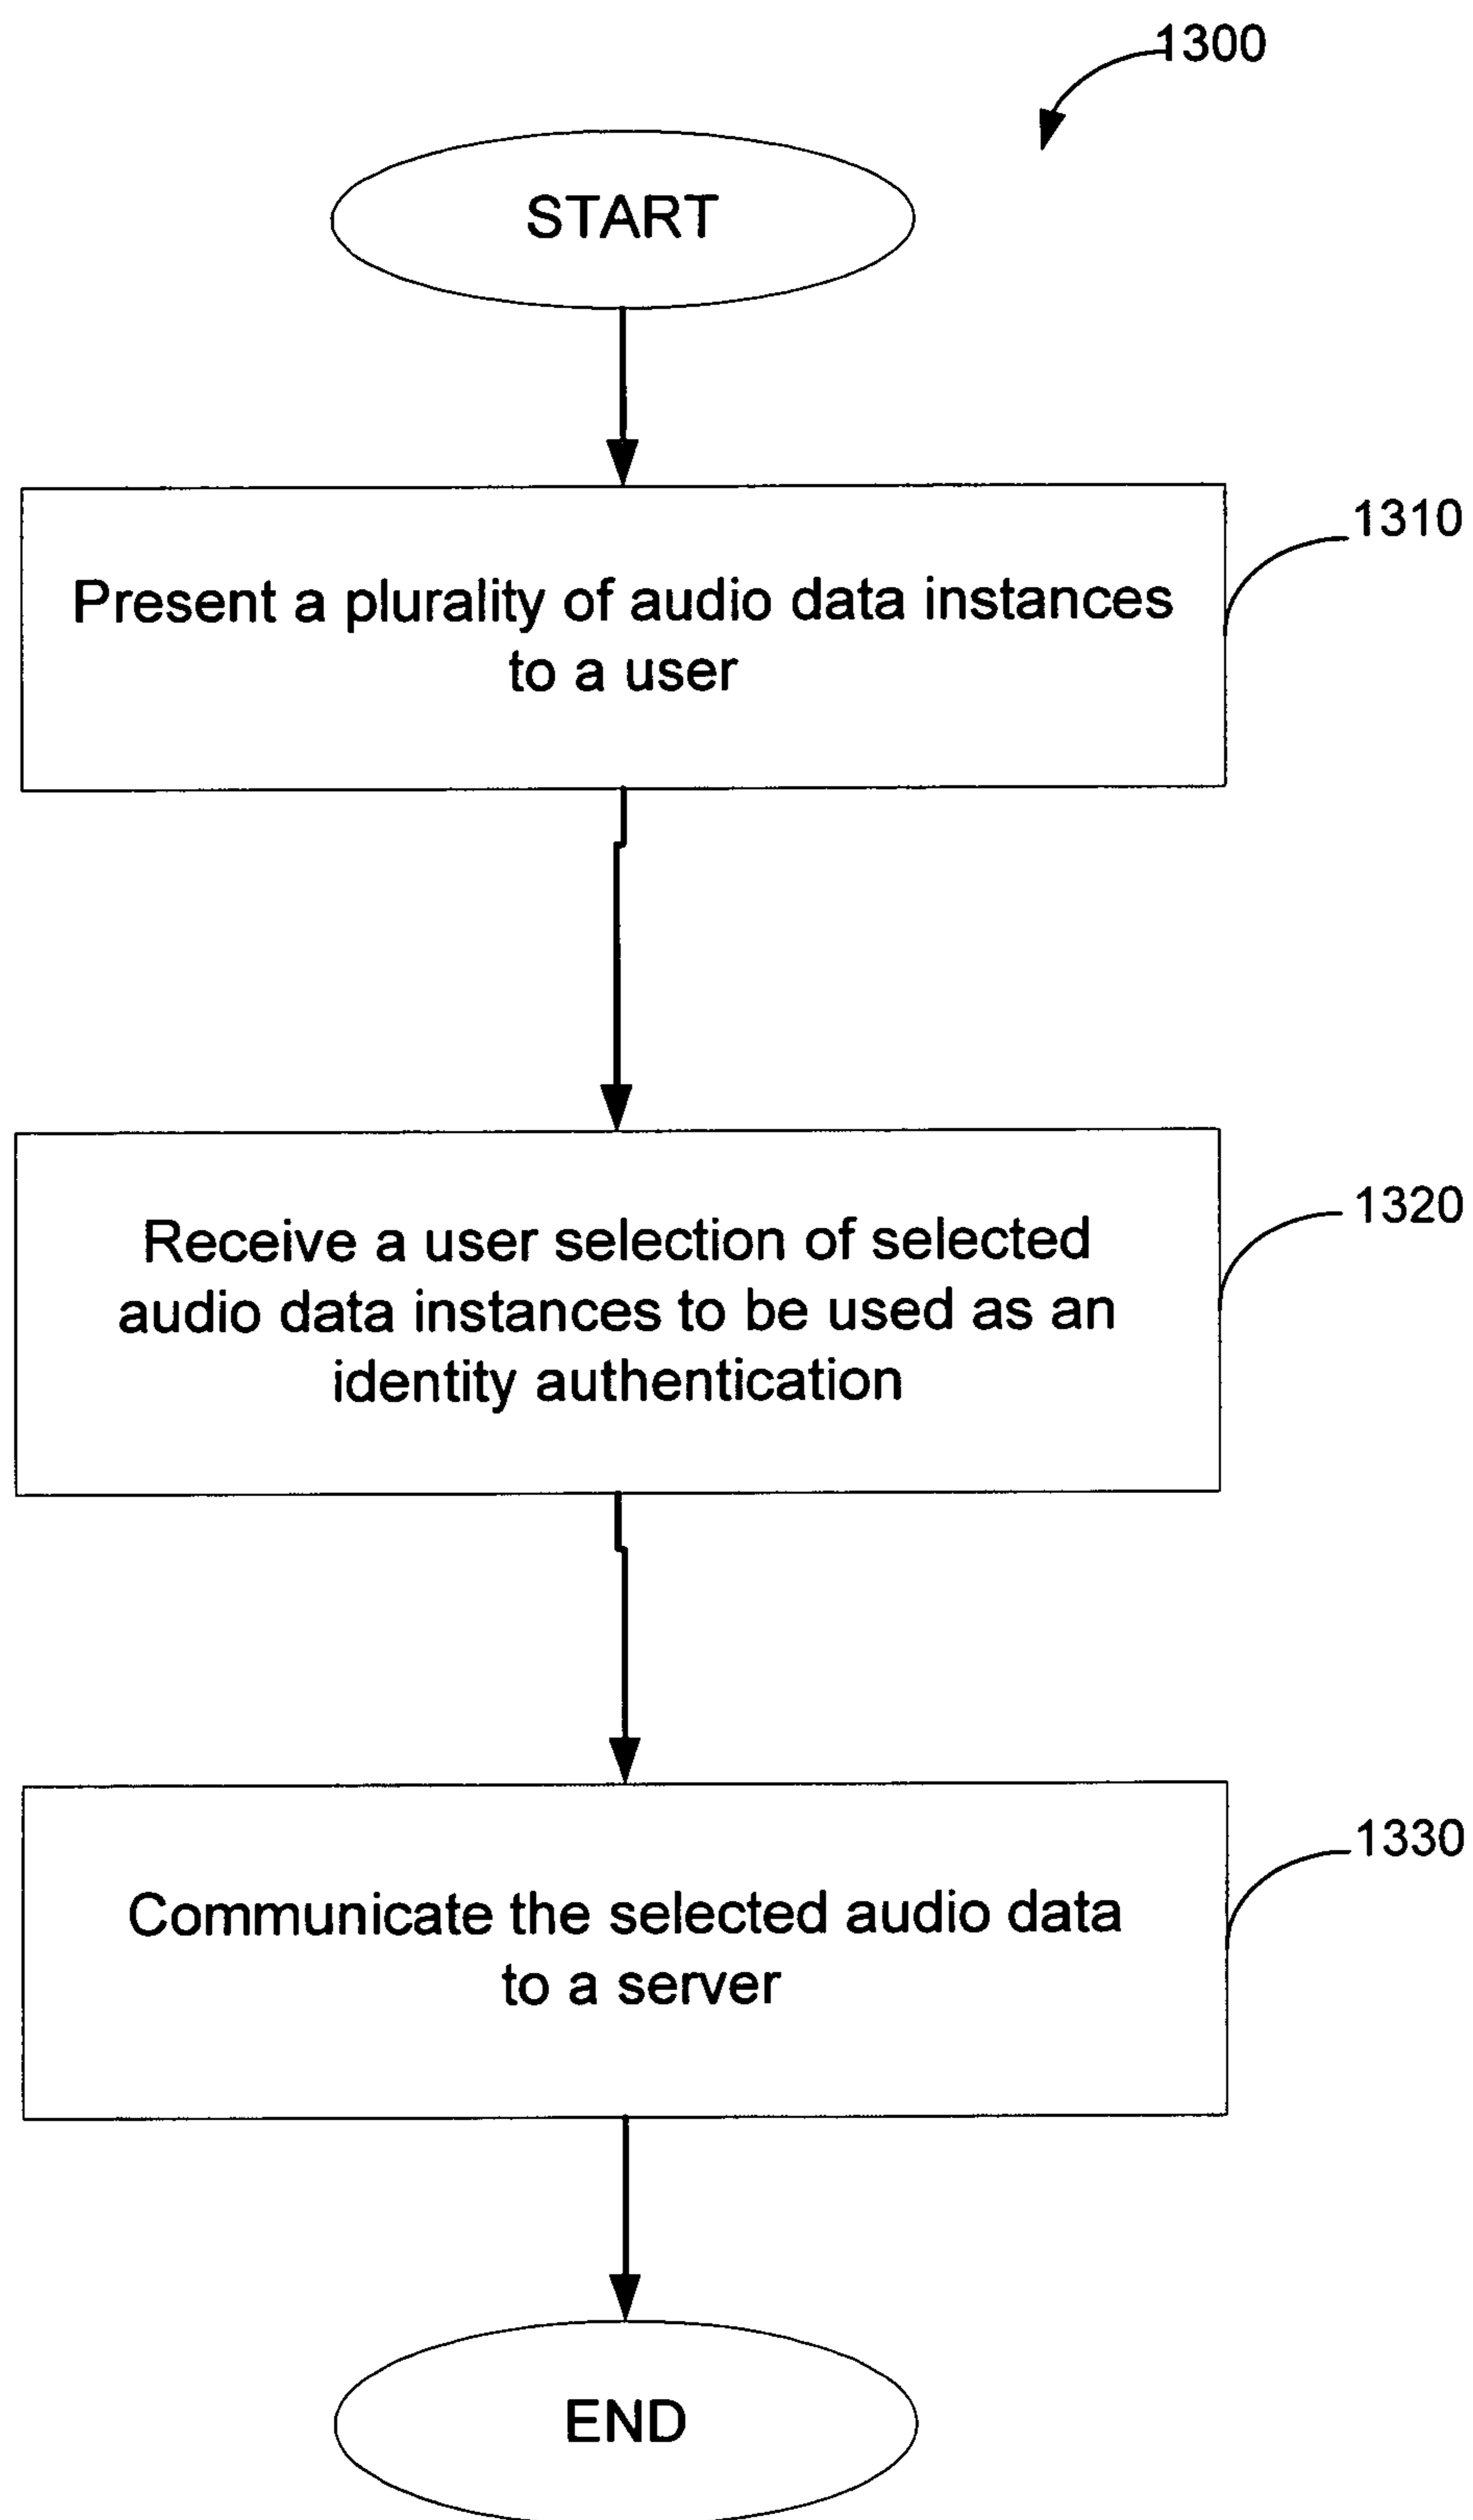 1300
START
1310
Present a plurality of audio data instances
to a user
1320
Receive a user selection of selected
audio data instances to be used as an
identity authentication
1330
Communicate the selected audio data
to a server
END